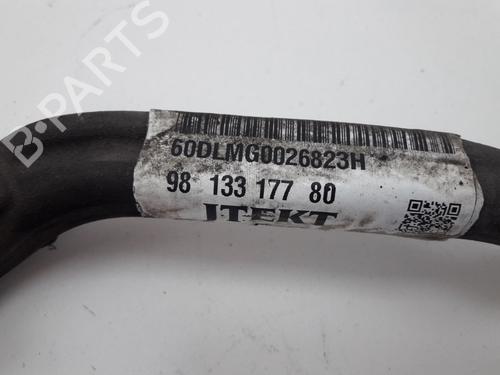 B-PARTS
60DLMG0026823H
98 133 177 80
JTEKT